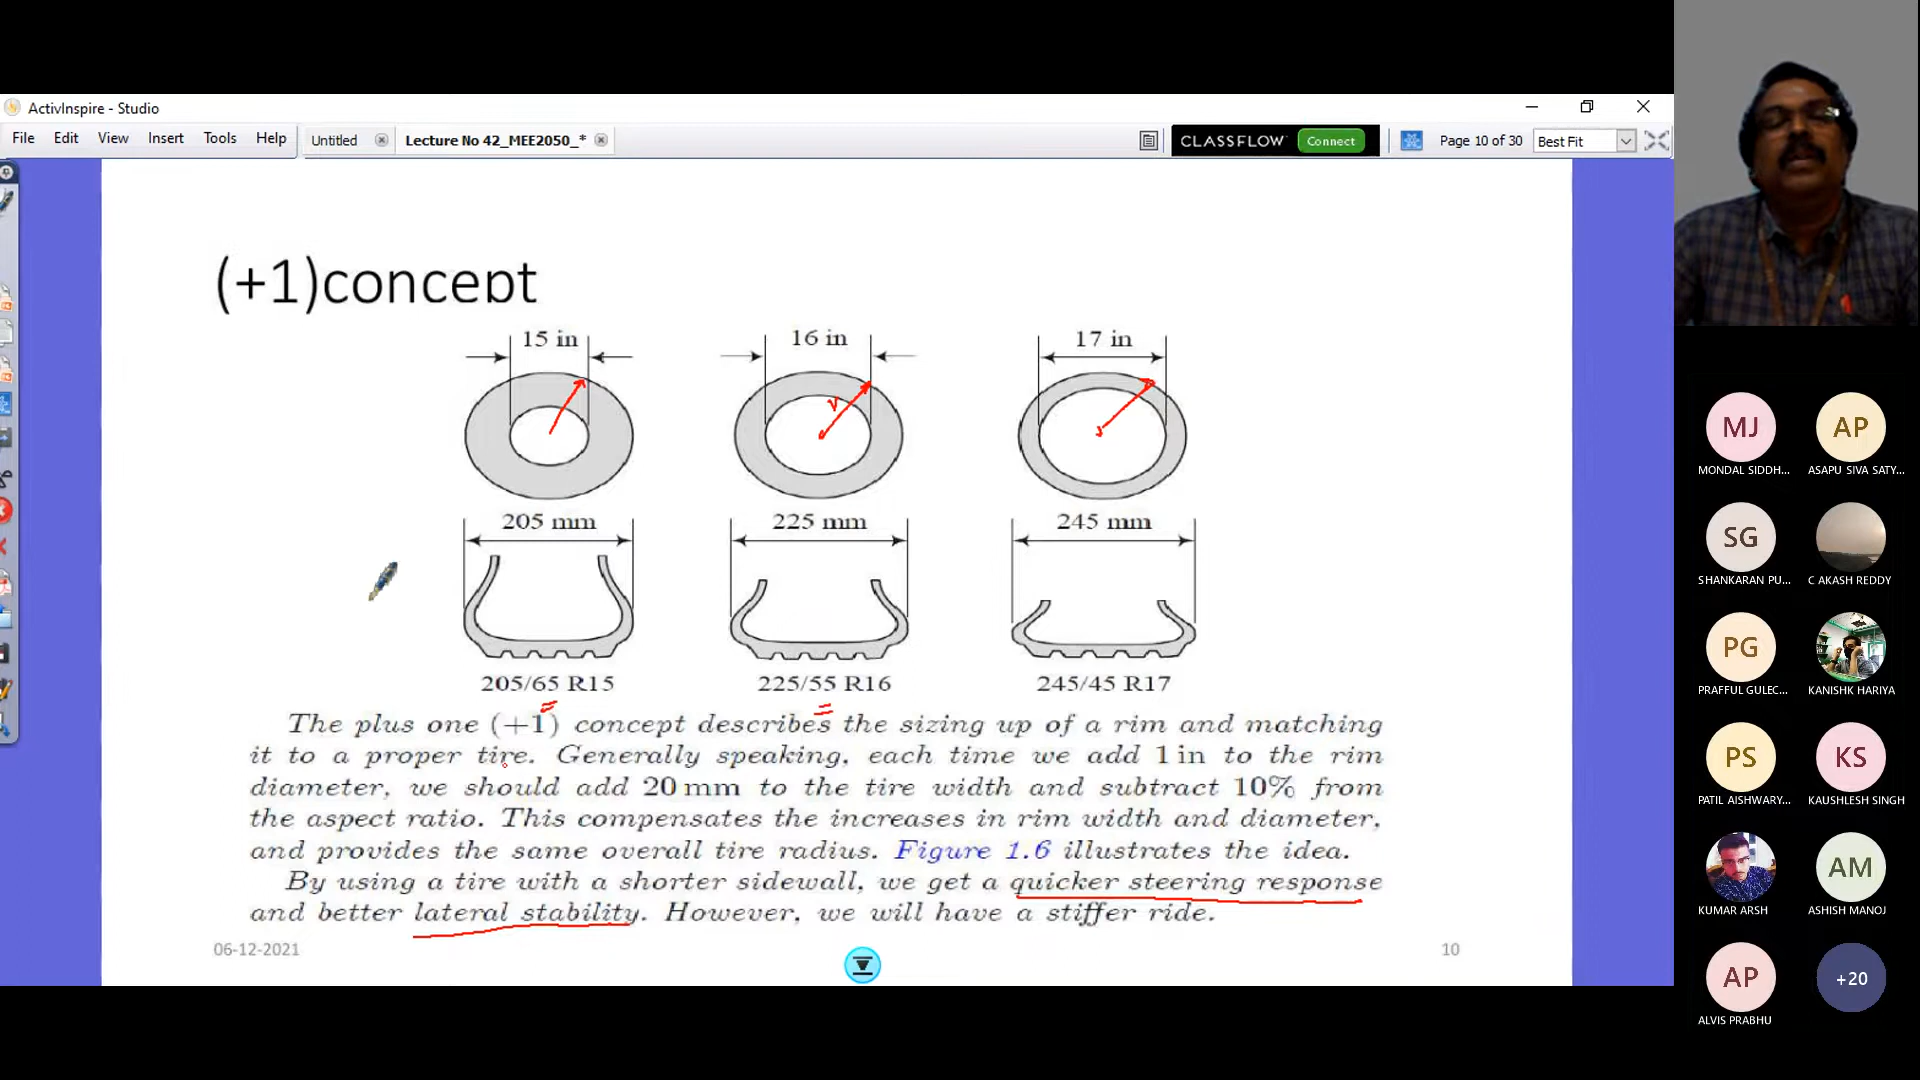 ActivInspire - Studio
File Edit View Insert Tools Help
Untitled
Lecture No 42_MEE2050_*
CLASSFLOW Connect
Page 10 of 30
Best Fit
(+1)concept
15 in 16 in 17 in
r
205 mm 225 mm 245 mm
205/65 R15 225/55 R16 245/45 R17
The plus one (+1) concept describes the sizing up of a rim and matching
it to a proper tire. Generally speaking, each time we add 1 in to the rim
diameter, we should add 20 mm to the tire width and subtract 10% from
the aspect ratio. This compensates the increases in rim width and diameter,
and provides the same overall tire radius. Figure 1.6 illustrates the idea.
By using a tire with a shorter sidewall, we get a quicker steering response
and better lateral stability. However, we will have a stiffer ride.
06-12-2021
10
MJ
MONDAL SIDDH...
AP
ASAPU SIVA SATY...
SG
SHANKARAN PU...
C AKASH REDDY
PG
PRAFFUL GULEC...
KANISHK HARIYA
PS
PATIL AISHWARY...
KS
KAUSHLESH SINGH
KUMAR ARSH
AM
ASHISH MANOJ
AP
ALVIS PRABHU
+20